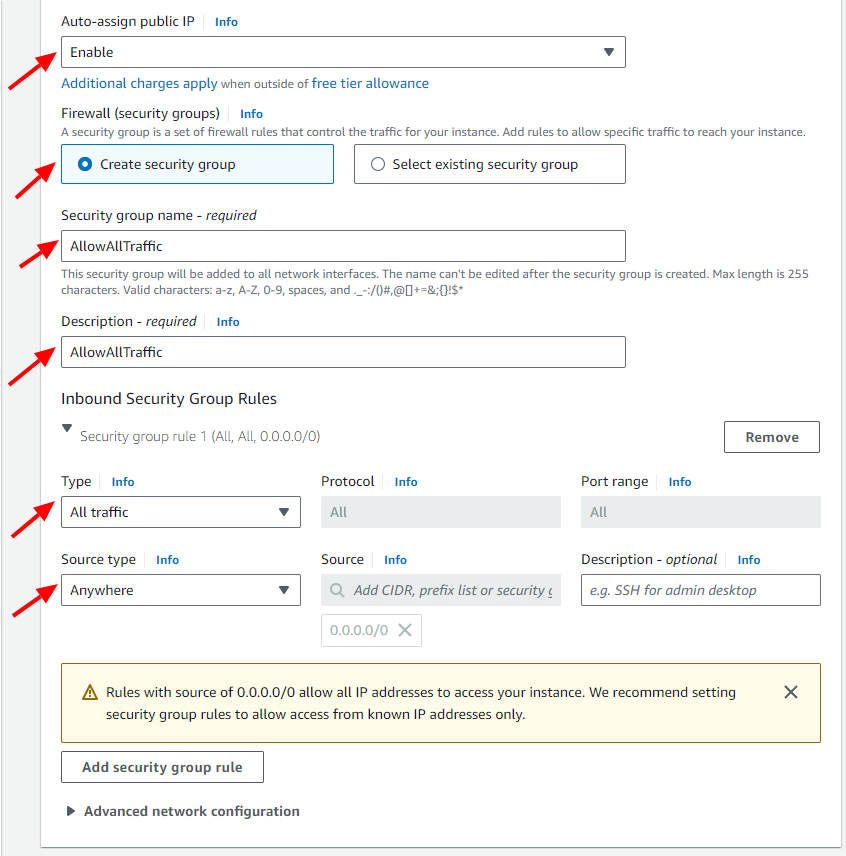 Auto-assign public IP Info
Enable
Additional charges apply when outside of free tier allowance
Firewall (security groups) Info
A security group is a set of firewall rules that control the traffic for your instance. Add rules to allow specific traffic to reach your instance.
Create security group Select existing security group
Security group name - required
AllowAllTraffic
This security group will be added to all network interfaces. The name can't be edited after the security group is created. Max length is 255
characters. Valid characters: a-z, A-Z, 0-9, spaces, and ._-:/()#,@[]+=&;{}!$*
Description - required Info
AllowAllTraffic
Inbound Security Group Rules
Security group rule 1 (All, All, 0.0.0.0/0) Remove
Type Info Protocol Info Port range Info
All traffic All All
Source type Info Source Info Description - optional Info
Anywhere Add CIDR, prefix list or security e.g. SSH for admin desktop
0.0.0.0/0
Rules with source of 0.0.0.0/0 allow all IP addresses to access your instance. We recommend setting
security group rules to allow access from known IP addresses only.
Add security group rule
Advanced network configuration